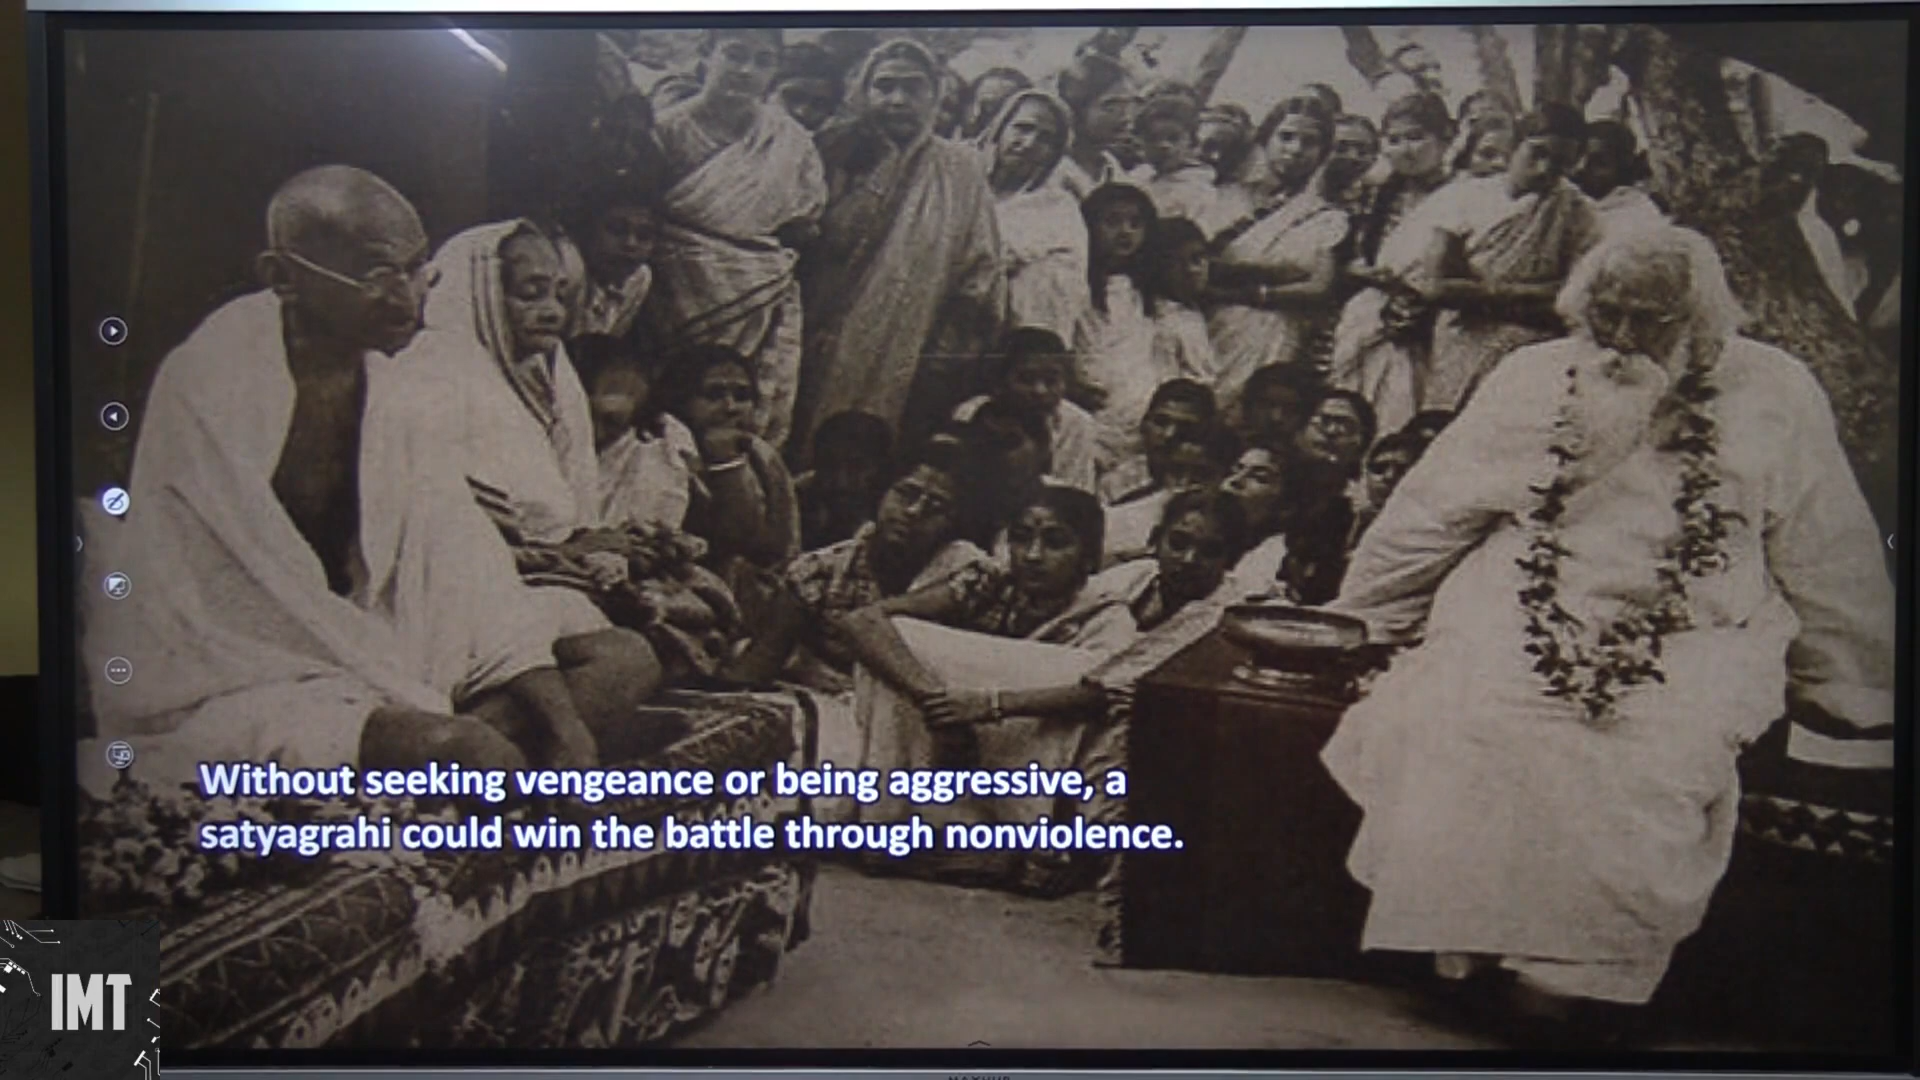 Without seeking vengeance or being aggressive, a
satyagrahi could win the battle through nonviolence.
IMT